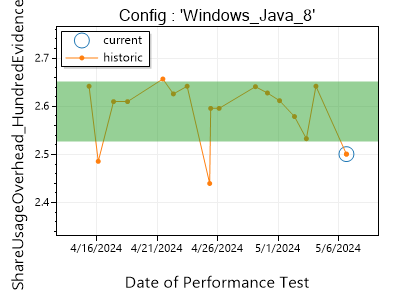 Config : 'Windows_Java_8'
current
historic
ShareUsageOverhead_HundredEvidence
2.7
2.6
2.5
2.4
4/16/2024 4/21/2024 4/26/2024 5/1/2024 5/6/2024
Date of Performance Test